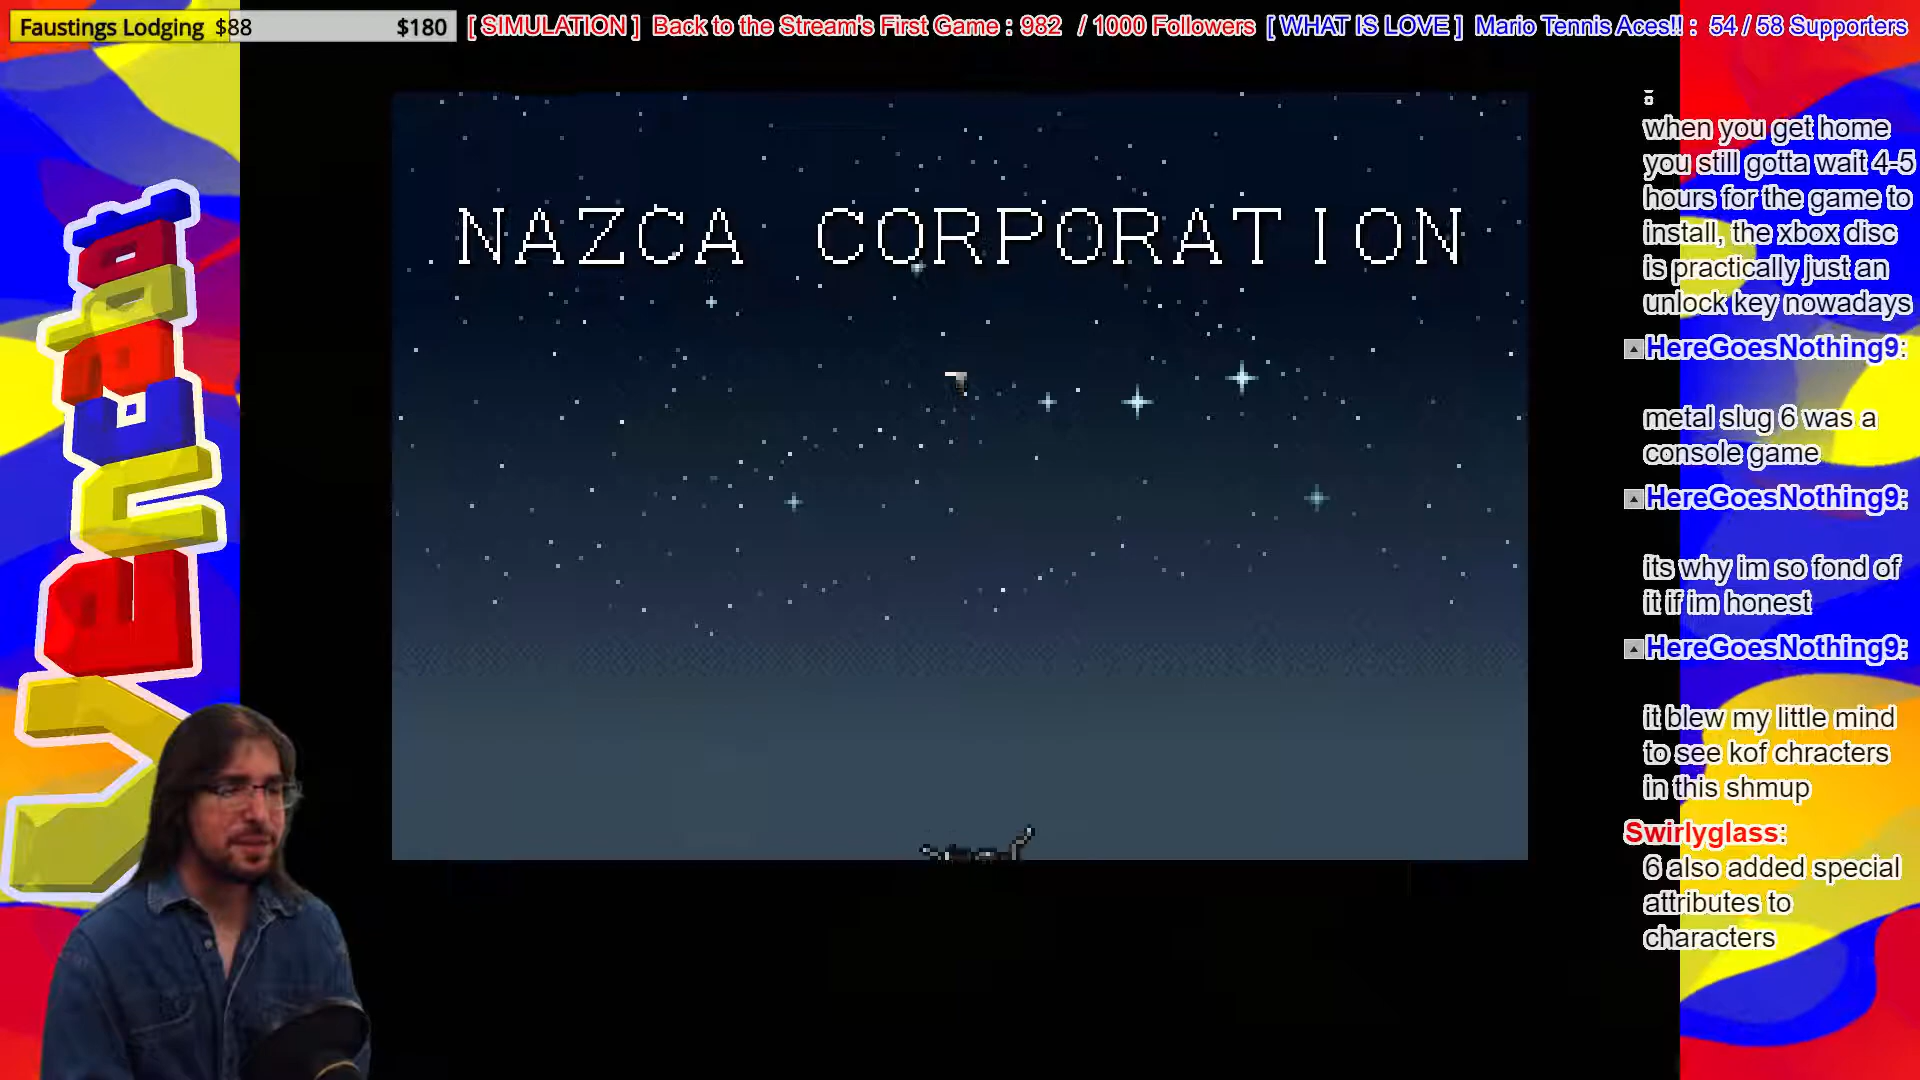 Faustings Lodging $88 $180 [ SIMULATION ] Back to the Stream's First Game : 982 / 1000 Followers [ WHAT IS LOVE ] Mario Tennis Aces!! : 54 / 58 Supporters
NAZCA CORPORATION
when you get home
you still gotta wait 4-5
hours for the game to
install, the xbox disc
is practically just an
unlock key nowadays
HereGoesNothing9:
metal slug 6 was a
console game
HereGoesNothing9:
its why im so fond of
it if im honest
HereGoesNothing9:
it blew my little mind
to see kof chracters
in this shmup
Swirlyglass:
6 also added special
attributes to
characters